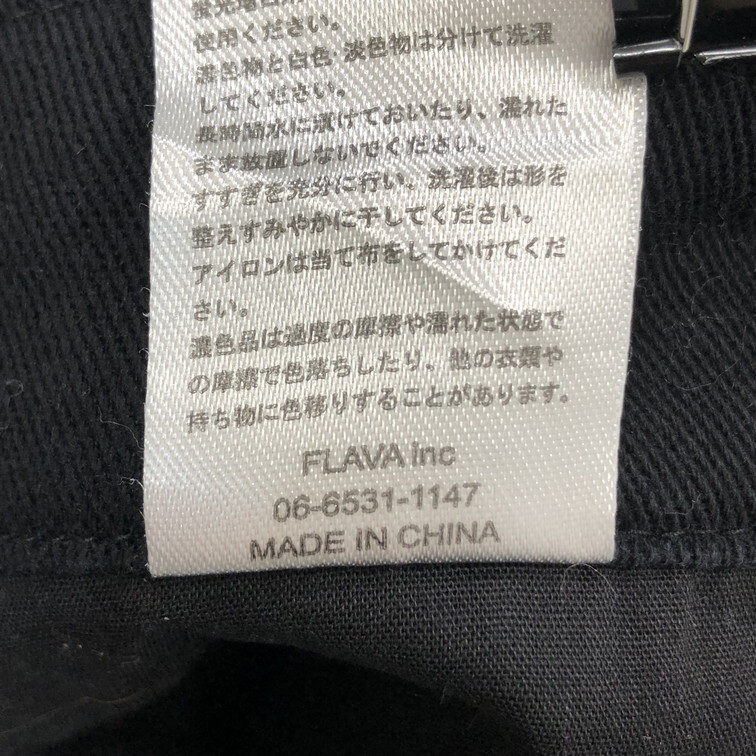 使用ください。
濃色物と白色・淡色物は分けて洗濯
してください。
長時間水に漬けておいたり、濡れた
まま放置しないでください。
すすぎを充分に行い、洗濯後は形を
整えすみやかに干してください。
アイロンは当て布をしてかけてくだ
さい。
濃色品は過度の摩擦や濡れた状態で
の摩擦で色落ちしたり、他の衣類や
持ち物に色移りすることがあります。
FLAVA inc
06-6531-1147
MADE IN CHINA